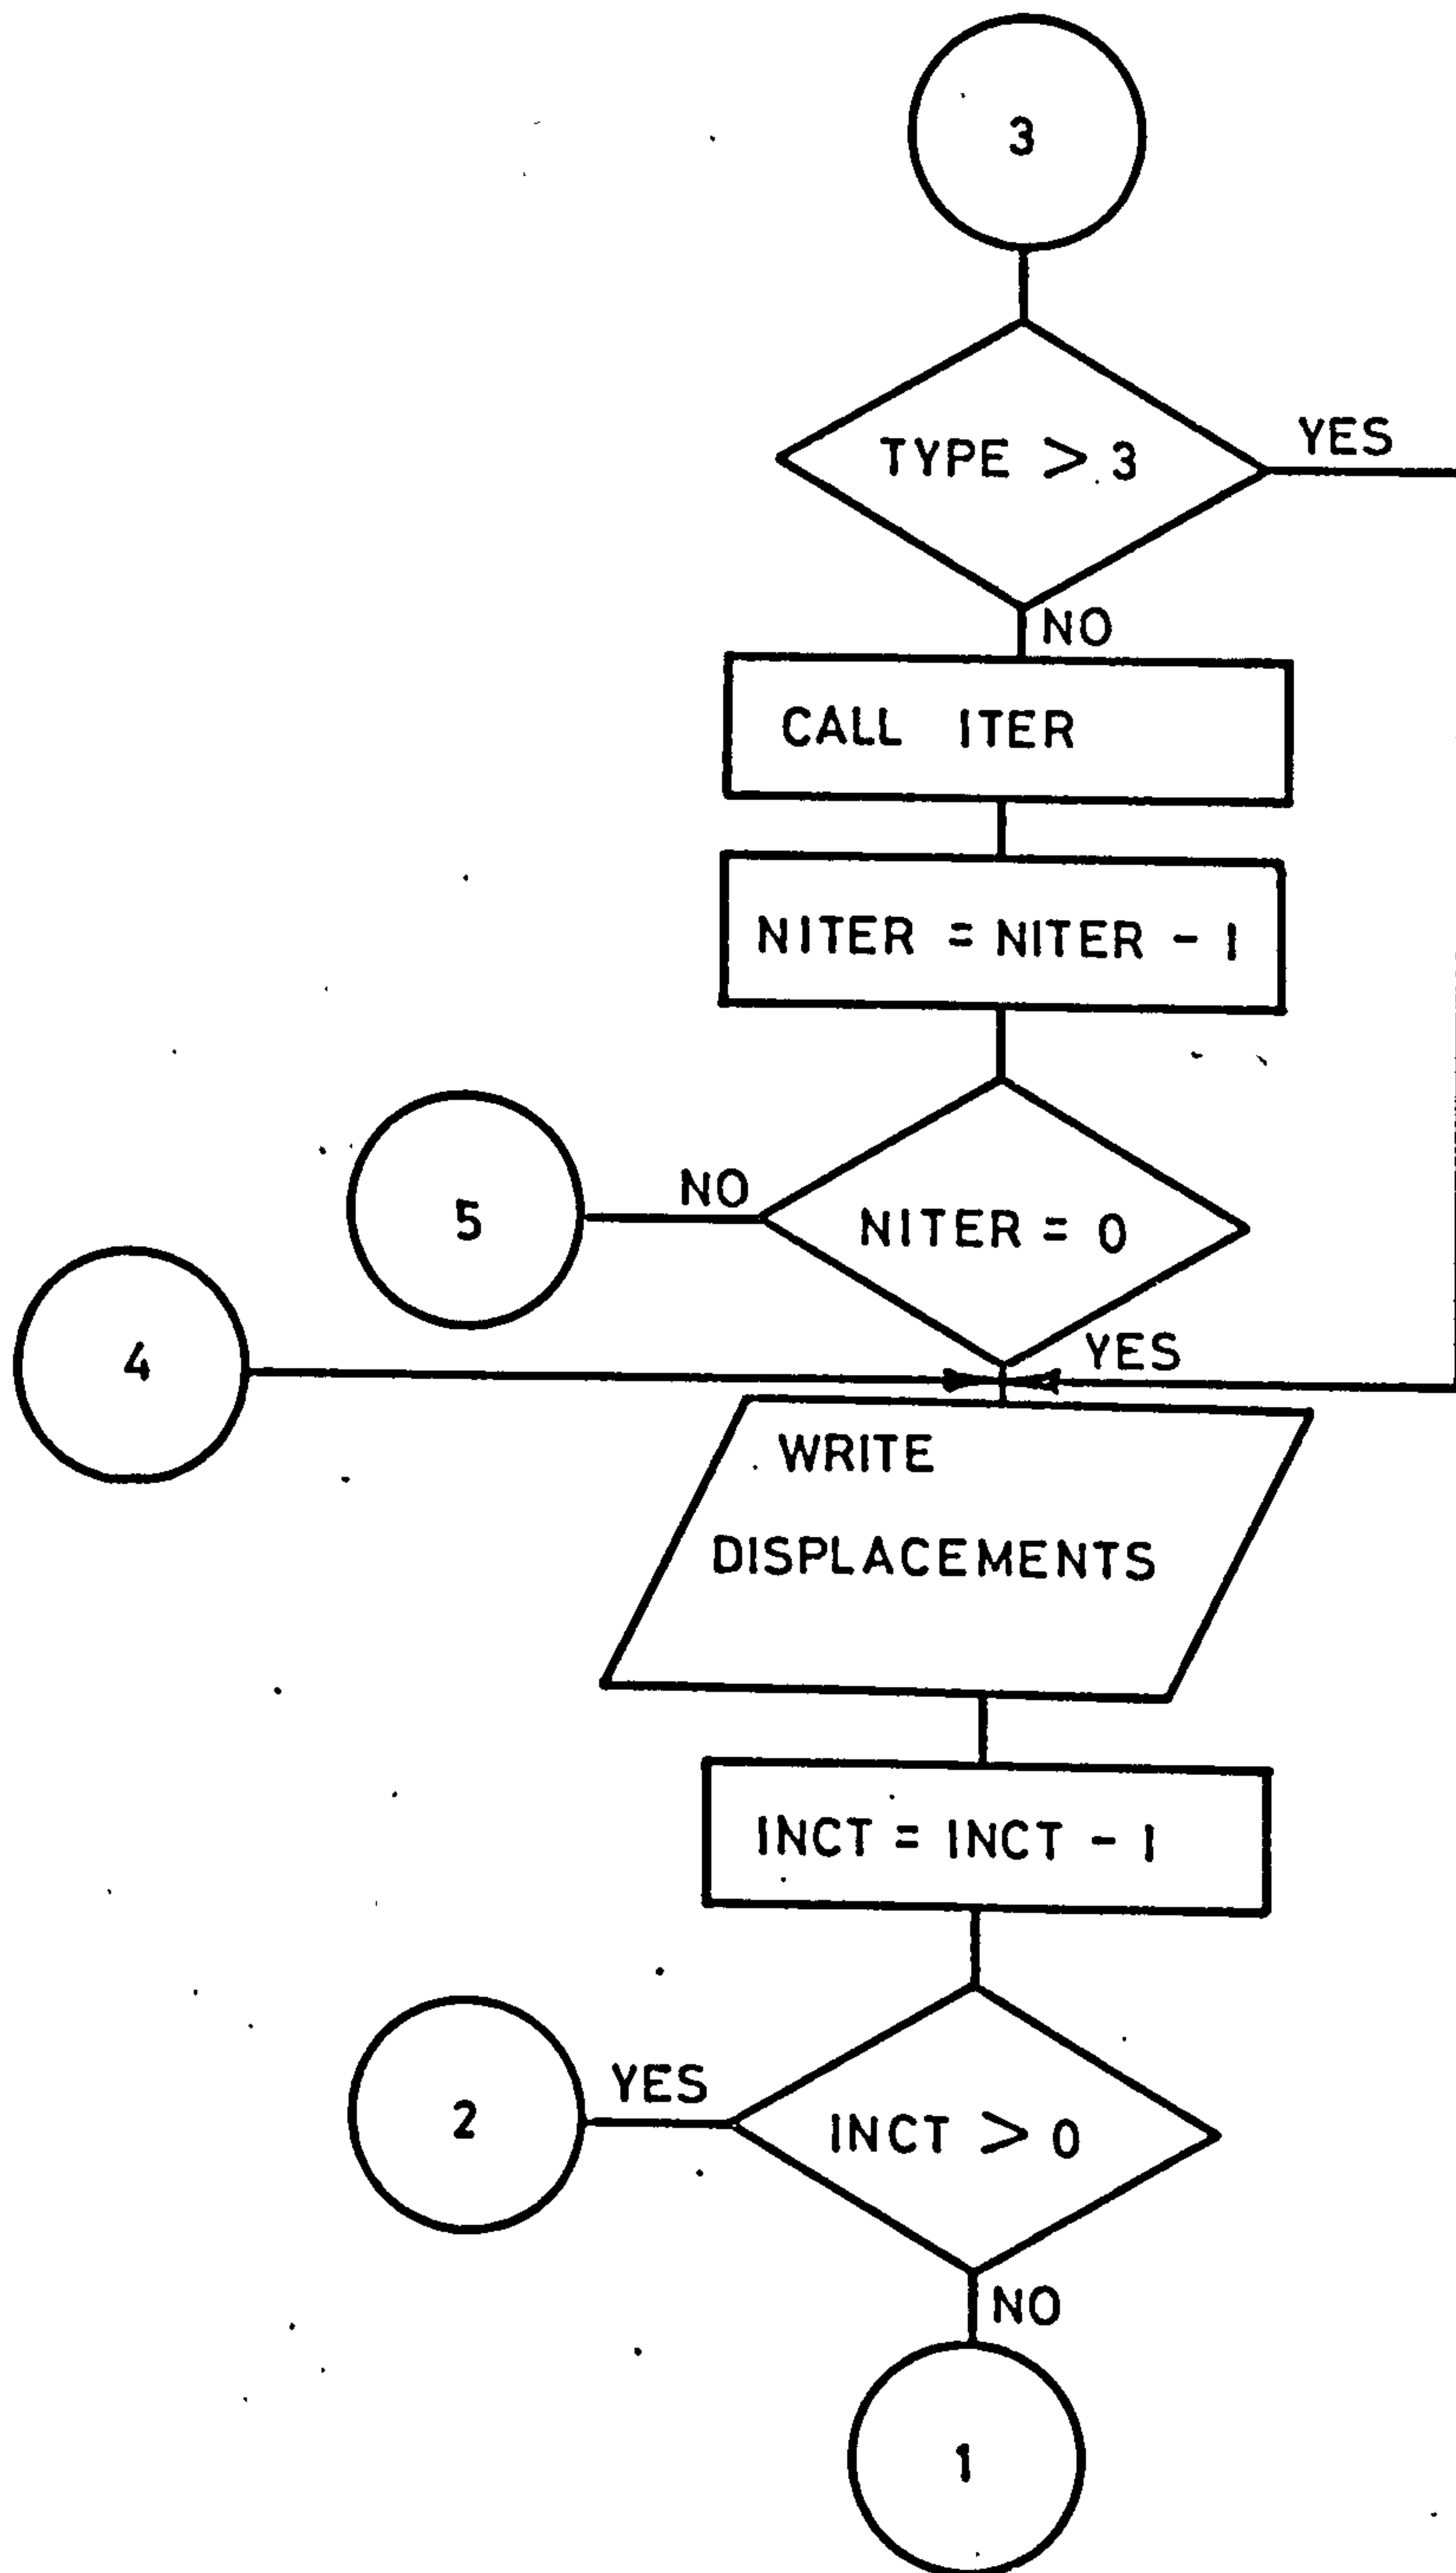 3
TYPE > 3
YES
NO
CALL ITER
NITER = NITER - 1
NO
5
NITER = 0
4
YES
WRITE
DISPLACEMENTS
INCT = INCT - 1
YES
2
INCT > 0
NO
1